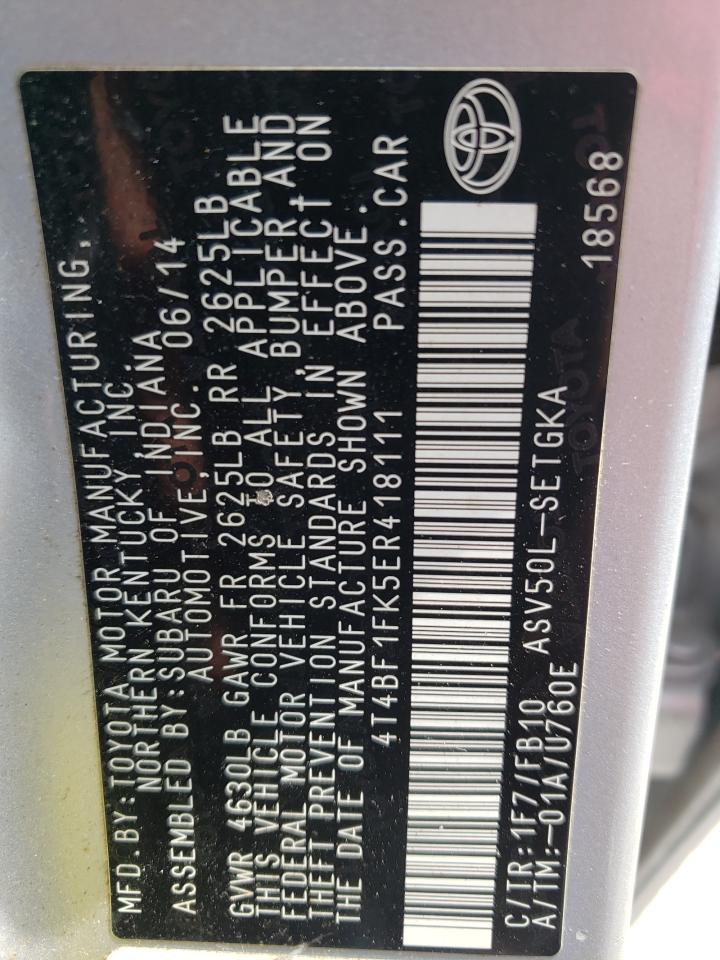 MFD.BY:TOYOTA MOTOR MANUFACTURING,
NORTHERN KENTUCKY,INC.
ASSEMBLED BY:SUBARU OF INDIANA
AUTOMOTIVE,INC. 06/14
GVWR 4630LB GAWR FR 2625LB RR 2625LB
THIS VEHICLE CONFORMS TO ALL APPLICABLE
FEDERAL MOTOR VEHICLE SAFETY,BUMPER AND
THEFT PREVENTION STANDARDS IN EFFECT ON
THE DATE OF MANUFACTURE SHOWN ABOVE.
4T4BF1FK5ER418111 PASS.CAR
C/TR:1F7/FB10 ASV50L-SETGKA
A/TM:-01A/U760E 18568